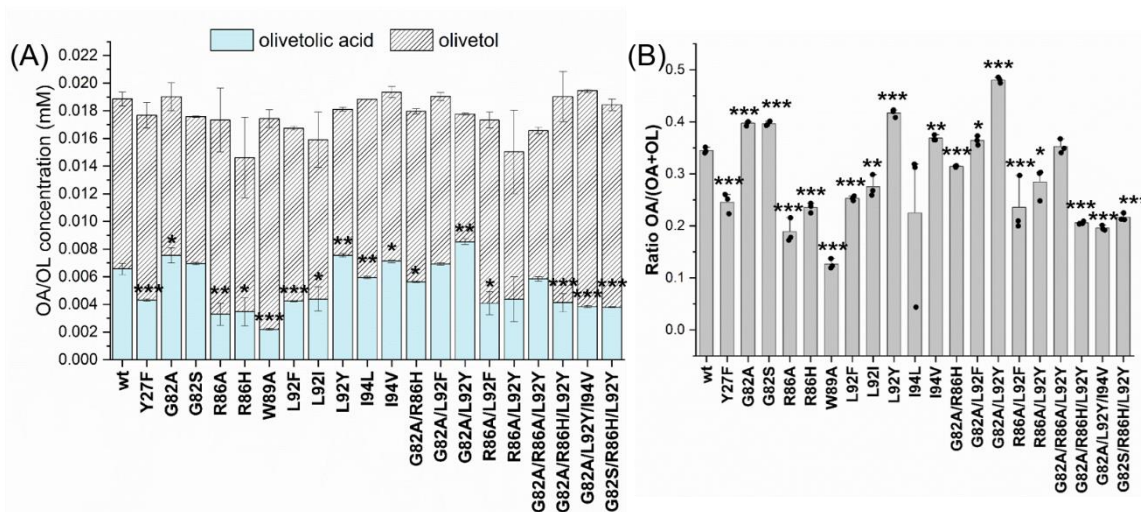 (A)
olivetolic acid
olivetol
OA/OL concentration (mM)
0.022
0.020
0.018
0.016
0.014
0.012
0.010
0.008
0.006
0.004
0.002
0.000
***
*
**
*
***
***
*
**
**
*
*
**
*
***
***
***
wt
Y27F
G82A
G82S
R86A
R86H
W89A
L92F
L92I
L92Y
I94L
I94V
G82A/R86H
G82A/L92F
G82A/L92Y
R86A/L92F
R86A/L92Y
G82A/R86A/L92Y
G82A/R86H/L92Y
G82A/L92Y/I94V
G82S/R86H/L92Y
(B)
Ratio OA/(OA+OL)
0.5
0.4
0.3
0.2
0.1
0.0
***
***
***
***
***
***
***
**
***
**
***
*
***
***
*
***
***
***
wt
Y27F
G82A
G82S
R86A
R86H
W89A
L92F
L92I
L92Y
I94L
I94V
G82A/R86H
G82A/L92F
G82A/L92Y
R86A/L92F
R86A/L92Y
G82A/R86A/L92Y
G82A/R86H/L92Y
G82A/L92Y/I94V
G82S/R86H/L92Y